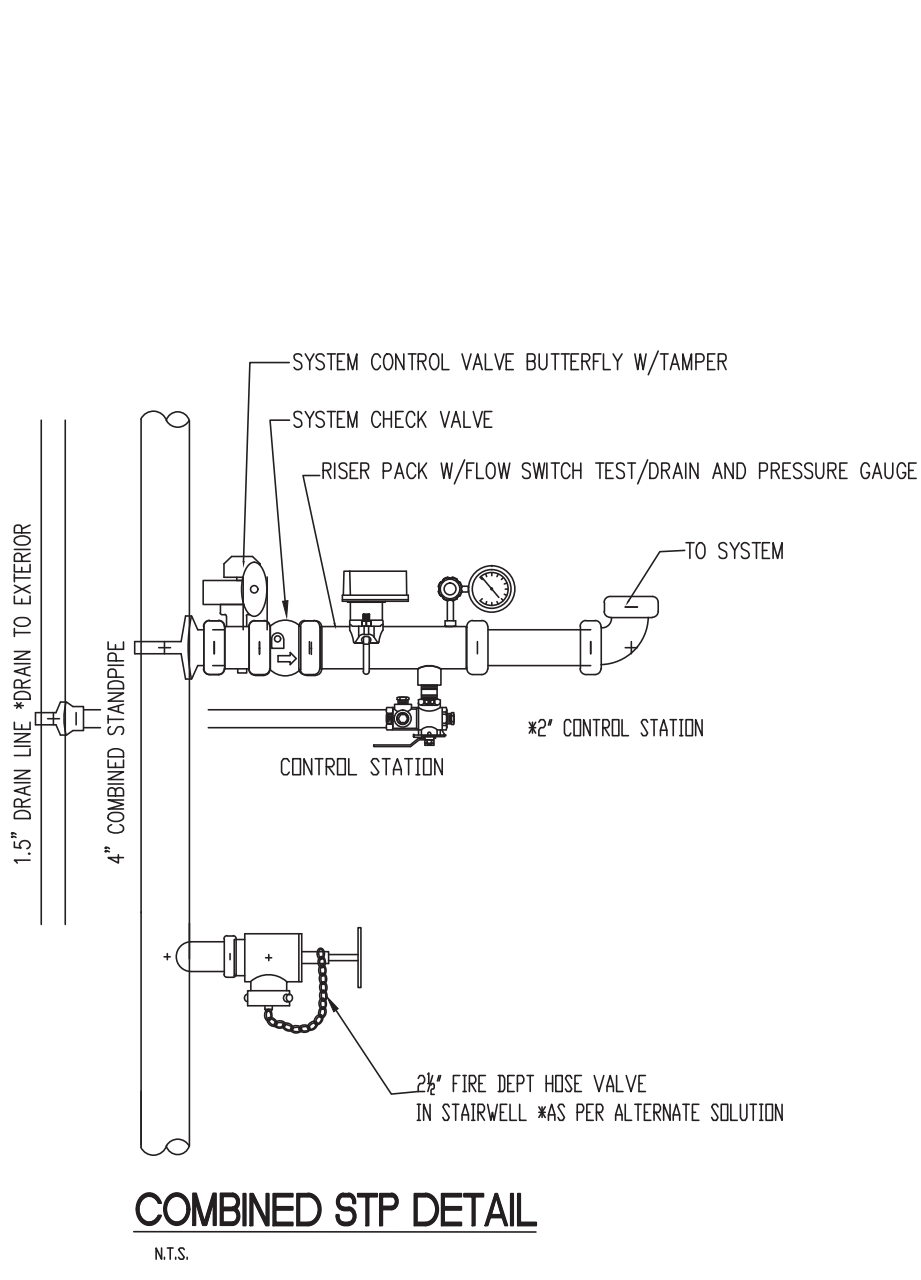 SYSTEM CONTROL VALVE BUTTERFLY W/TAMPER
SYSTEM CHECK VALVE
RISER PACK W/FLOW SWITCH TEST/DRAIN AND PRESSURE GAUGE
TO SYSTEM
1.5" DRAIN LINE *DRAIN TO EXTERIOR
4" COMBINED STANDPIPE
*2" CONTROL STATION
CONTROL STATION
2½" FIRE DEPT HOSE VALVE
IN STAIRWELL *AS PER ALTERNATE SOLUTION
COMBINED STP DETAIL
N.T.S.